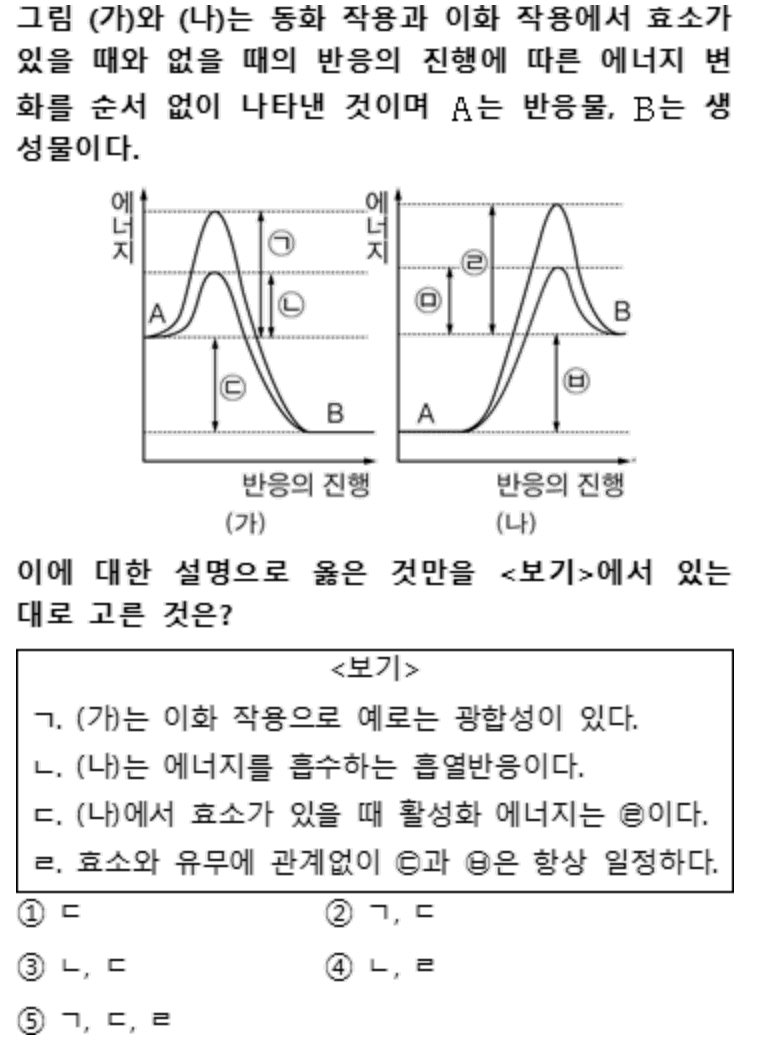 그림 (가)와 (나)는 동화 작용과 이화 작용에서 효소가
있을 때와 없을 때의 반응의 진행에 따른 에너지 변
화를 순서 없이 나타낸 것이며 A는 반응물, B는 생
성물이다.
에너지
A
㉠
㉡
㉢
B
반응의 진행
(가)
에너지
㉣
㉤
B
A
㉥
반응의 진행
(나)
이에 대한 설명으로 옳은 것만을 <보기>에서 있는
대로 고른 것은?
<보기>
ㄱ. (가)는 이화 작용으로 예로는 광합성이 있다.
ㄴ. (나)는 에너지를 흡수하는 흡열반응이다.
ㄷ. (나)에서 효소가 있을 때 활성화 에너지는 ㉣이다.
ㄹ. 효소와 유무에 관계없이 ㉢과 ㉥은 항상 일정하다.
① ㄷ ② ㄱ, ㄷ
③ ㄴ, ㄷ ④ ㄴ, ㄹ
⑤ ㄱ, ㄷ, ㄹ